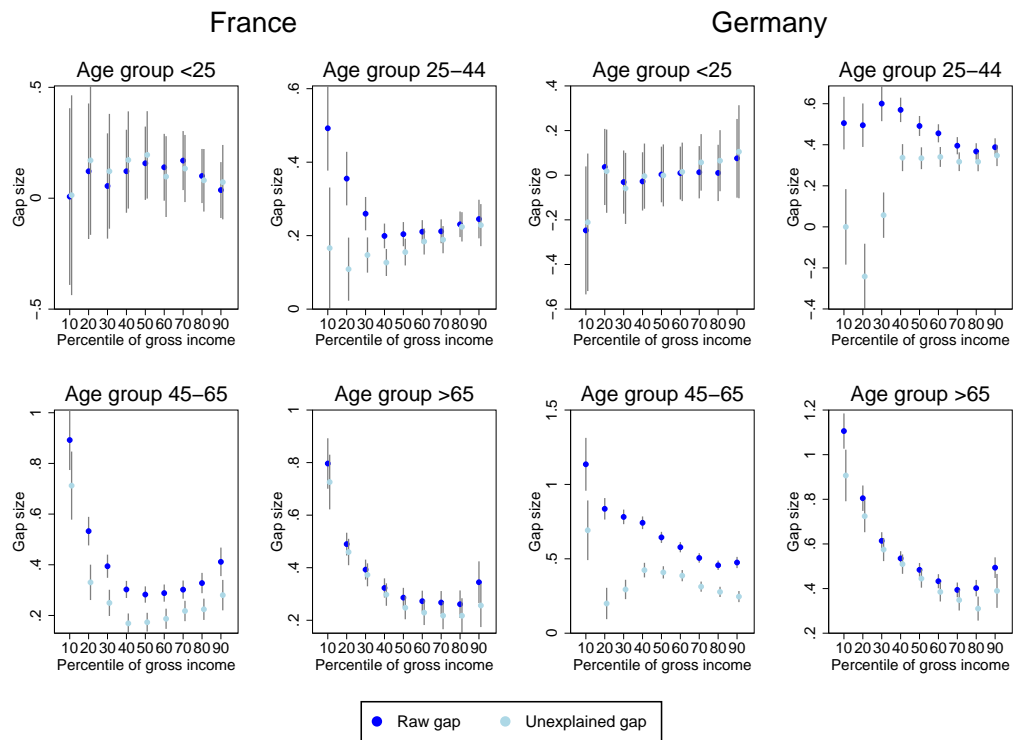 France
Germany
Age group <25
.5
0
−.5
Gap size
10 20 30 40 50 60 70 80 90
Percentile of gross income
Age group 25−44
.6
.4
.2
0
Gap size
10 20 30 40 50 60 70 80 90
Percentile of gross income
Age group <25
.4
.2
0
−.2
−.4
−.6
Gap size
10 20 30 40 50 60 70 80 90
Percentile of gross income
Age group 25−44
.6
.4
.2
0
−.2
−.4
Gap size
10 20 30 40 50 60 70 80 90
Percentile of gross income
Age group 45−65
1
.8
.6
.4
.2
Gap size
10 20 30 40 50 60 70 80 90
Percentile of gross income
Age group >65
1
.8
.6
.4
.2
Gap size
10 20 30 40 50 60 70 80 90
Percentile of gross income
Age group 45−65
1.5
1
.5
0
Gap size
10 20 30 40 50 60 70 80 90
Percentile of gross income
Age group >65
1.2
1
.8
.6
.4
.2
Gap size
10 20 30 40 50 60 70 80 90
Percentile of gross income
Raw gap
Unexplained gap